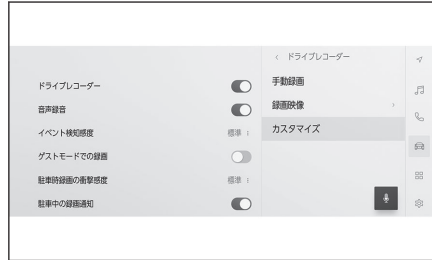 ドライブレコーダー
音声録音
イベント検知感度 標準
ゲストモードでの録画
駐車時録画の衝撃感度 標準
駐車中の録画通知
< ドライブレコーダー
手動録画
録画映像 >
カスタマイズ